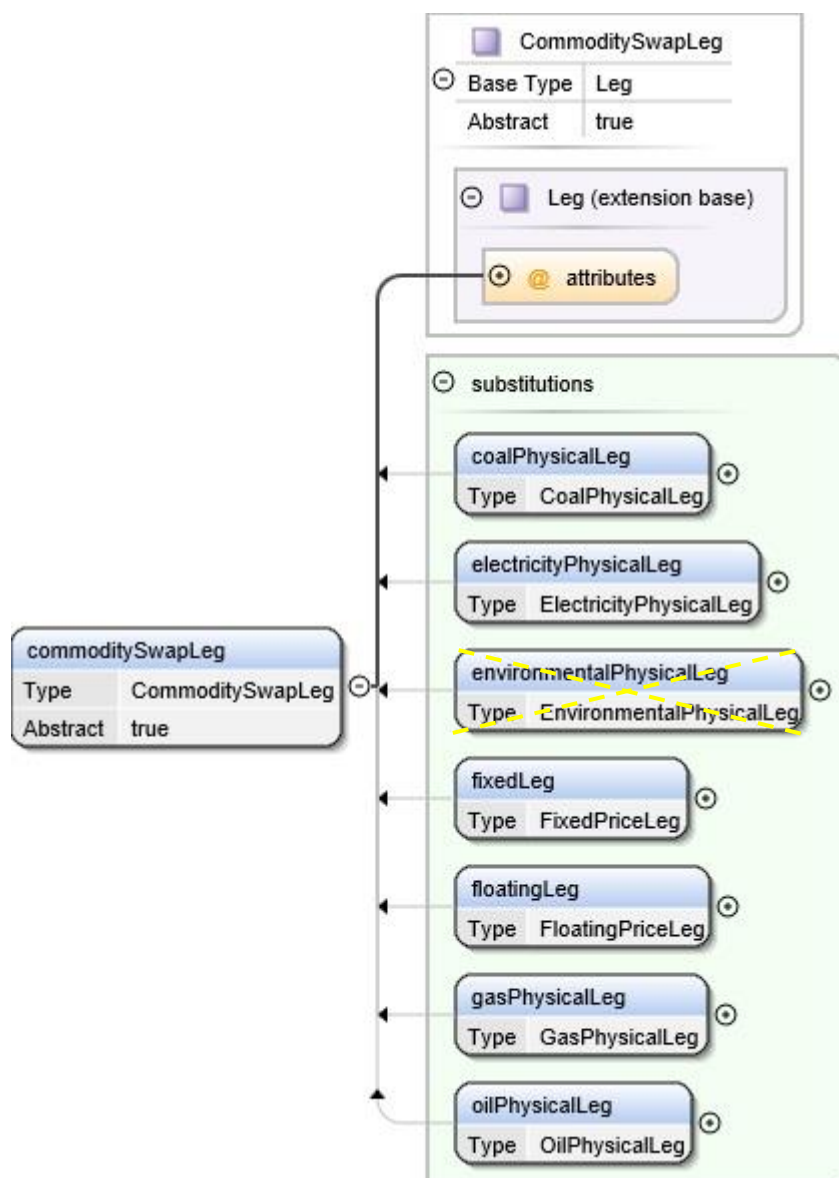 CommoditySwapLeg
Base Type Leg
Abstract true
Leg (extension base)
@ attributes
substitutions
coalPhysicalLeg
Type CoalPhysicalLeg
electricityPhysicalLeg
Type ElectricityPhysicalLeg
commoditySwapLeg
Type CommoditySwapLeg
Abstract true
environmentalPhysicalLeg
Type EnvironmentalPhysicalLeg
fixedLeg
Type FixedPriceLeg
floatingLeg
Type FloatingPriceLeg
gasPhysicalLeg
Type GasPhysicalLeg
oilPhysicalLeg
Type OilPhysicalLeg